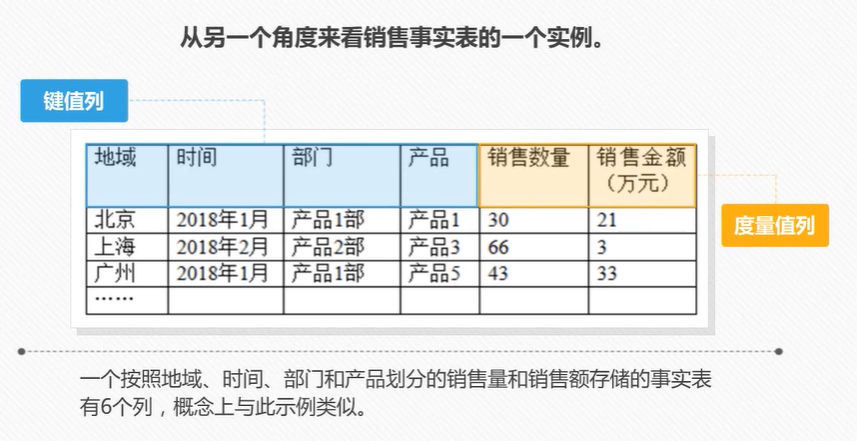 从另一个角度来看销售事实表的一个实例。
键值列
地域 时间 部门 产品 销售数量 销售金额
（万元）
度量值列
北京 2018年1月 产品1部 产品1 30 21
上海 2018年2月 产品2部 产品3 66 3
广州 2018年1月 产品1部 产品5 43 33
……
一个按照地域、时间、部门和产品划分的销售量和销售额存储的事实表
有6个列，概念上与此示例类似。